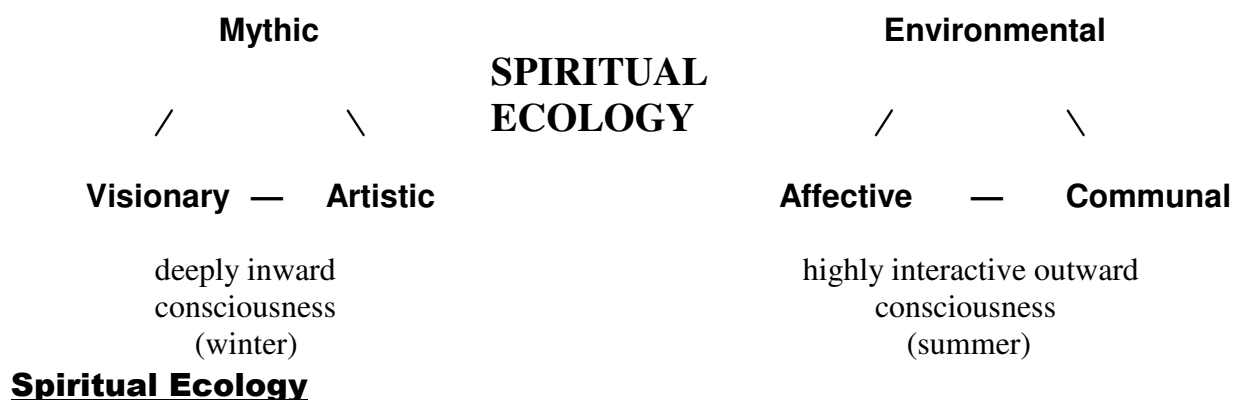 Mythic Environmental
SPIRITUAL
ECOLOGY
/ \ / \
Visionary — Artistic Affective — Communal
deeply inward highly interactive outward
consciousness consciousness
(winter) (summer)
Spiritual Ecology